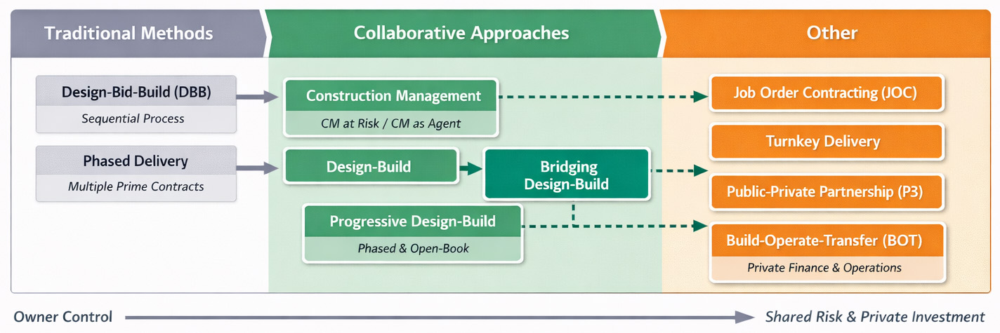 Traditional Methods
Collaborative Approaches
Other
Design-Bid-Build (DBB)
Sequential Process
Phased Delivery
Multiple Prime Contracts
Construction Management
CM at Risk / CM as Agent
Design-Build
Bridging
Design-Build
Progressive Design-Build
Phased & Open-Book
Job Order Contracting (JOC)
Turnkey Delivery
Public-Private Partnership (P3)
Build-Operate-Transfer (BOT)
Private Finance & Operations
Owner Control
Shared Risk & Private Investment